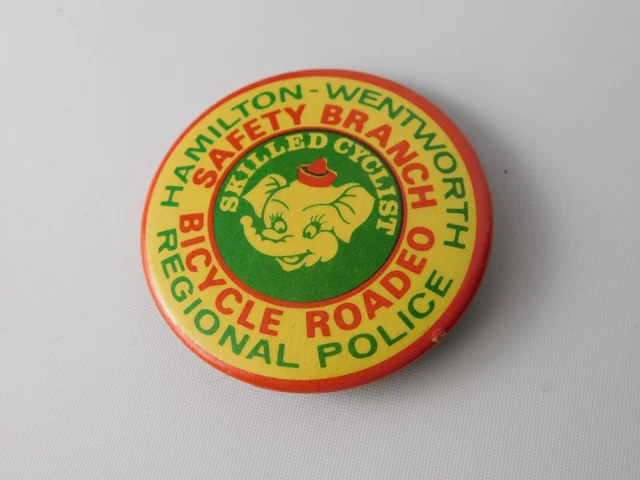 HAMILTON-WENTWORTH
REGIONAL POLICE
SAFETY BRANCH
BICYCLE ROADEO
SKILLED CYCLIST